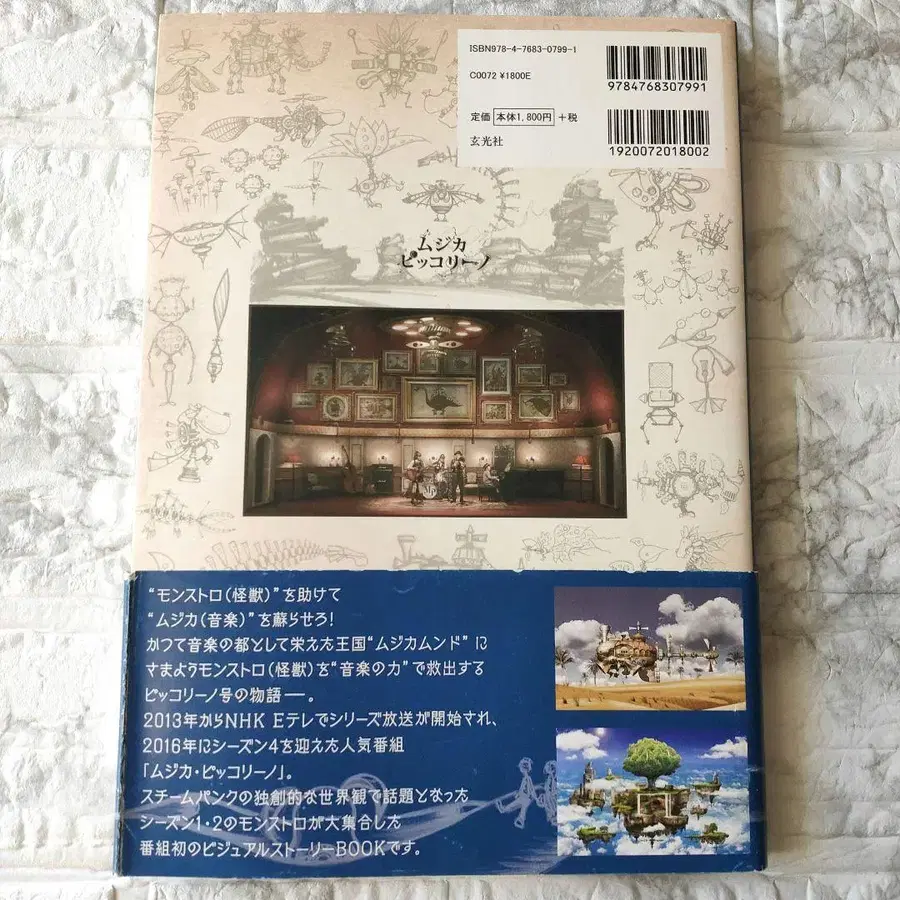 ISBN978-4-7683-0799-1
C0072 ¥1800E
9784768307991
定価 本体1,800円 +税
1920072018002
玄光社
ムジカ
ピッコリーノ
“モンストロ(怪獣)”を助けて
“ムジカ(音楽)”を蘇らせろ!
かつて音楽の都として栄えた王国“ムジカムンド”に
さまようモンストロ(怪獣)を“音楽の力”で救出する
ピッコリーノ号の物語―。
2013年からNHK Eテレでシリーズ放送が開始され、
2016年にシーズン4を迎えた人気番組
「ムジカ・ピッコリーノ」。
スチームパンクの独創的な世界観で話題となった
シーズン1・2のモンストロが大集合した
番組初のビジュアルストーリーBOOKです。